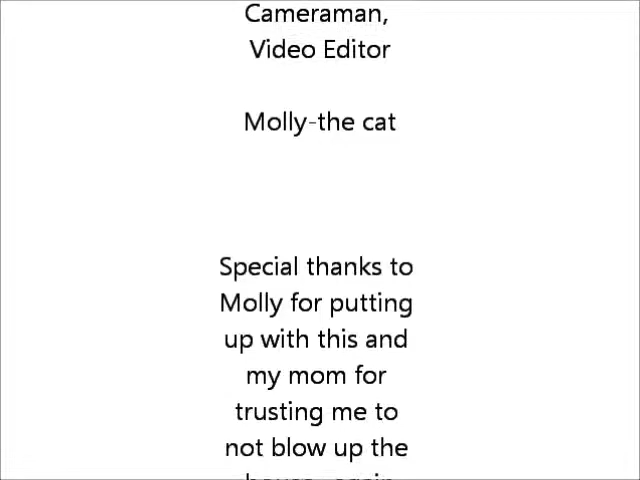 Cameraman,
Video Editor
Molly-the cat
Special thanks to
Molly for putting
up with this and
my mom for
trusting me to
not blow up the